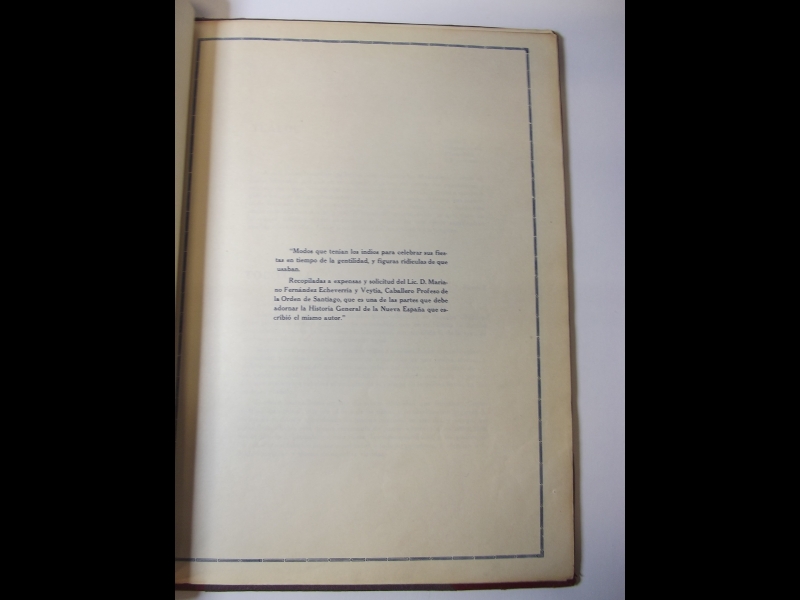 "Modos que tenían los indios para celebrar sus fies-
tas en tiempo de la gentilidad, y figuras ridículas de que
usaban.
Recopiladas a expensas y solicitud del Lic. D. Maria-
no Fernández Echeverría y Veytia, Caballero Profeso de
la Orden de Santiago, que es una de las partes que debe
adornar la Historia General de la Nueva España que es-
cribió el mismo autor."